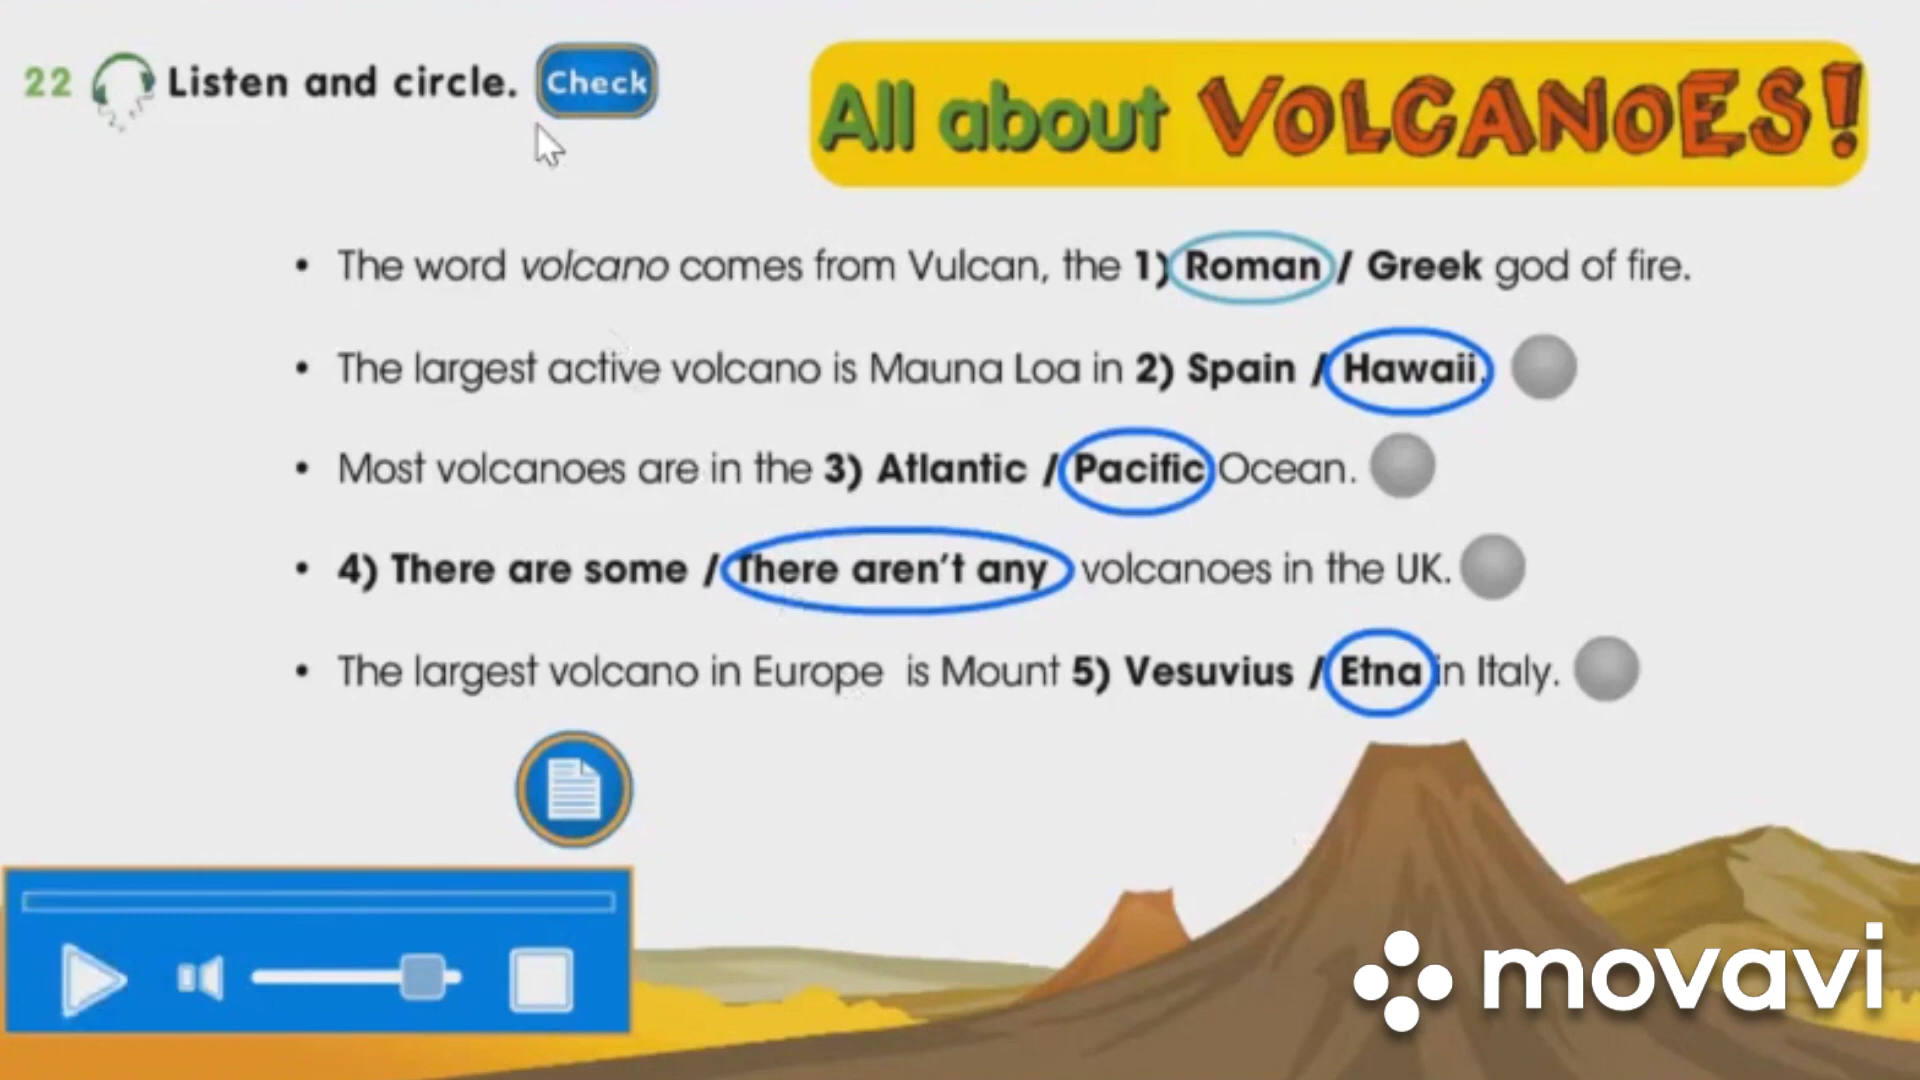 22 Listen and circle. Check
All about VOLCANOES!
• The word volcano comes from Vulcan, the 1) Roman / Greek god of fire.
• The largest active volcano is Mauna Loa in 2) Spain / Hawaii.
• Most volcanoes are in the 3) Atlantic / Pacific Ocean.
• 4) There are some / There aren't any volcanoes in the UK.
• The largest volcano in Europe is Mount 5) Vesuvius / Etna in Italy.
movavi